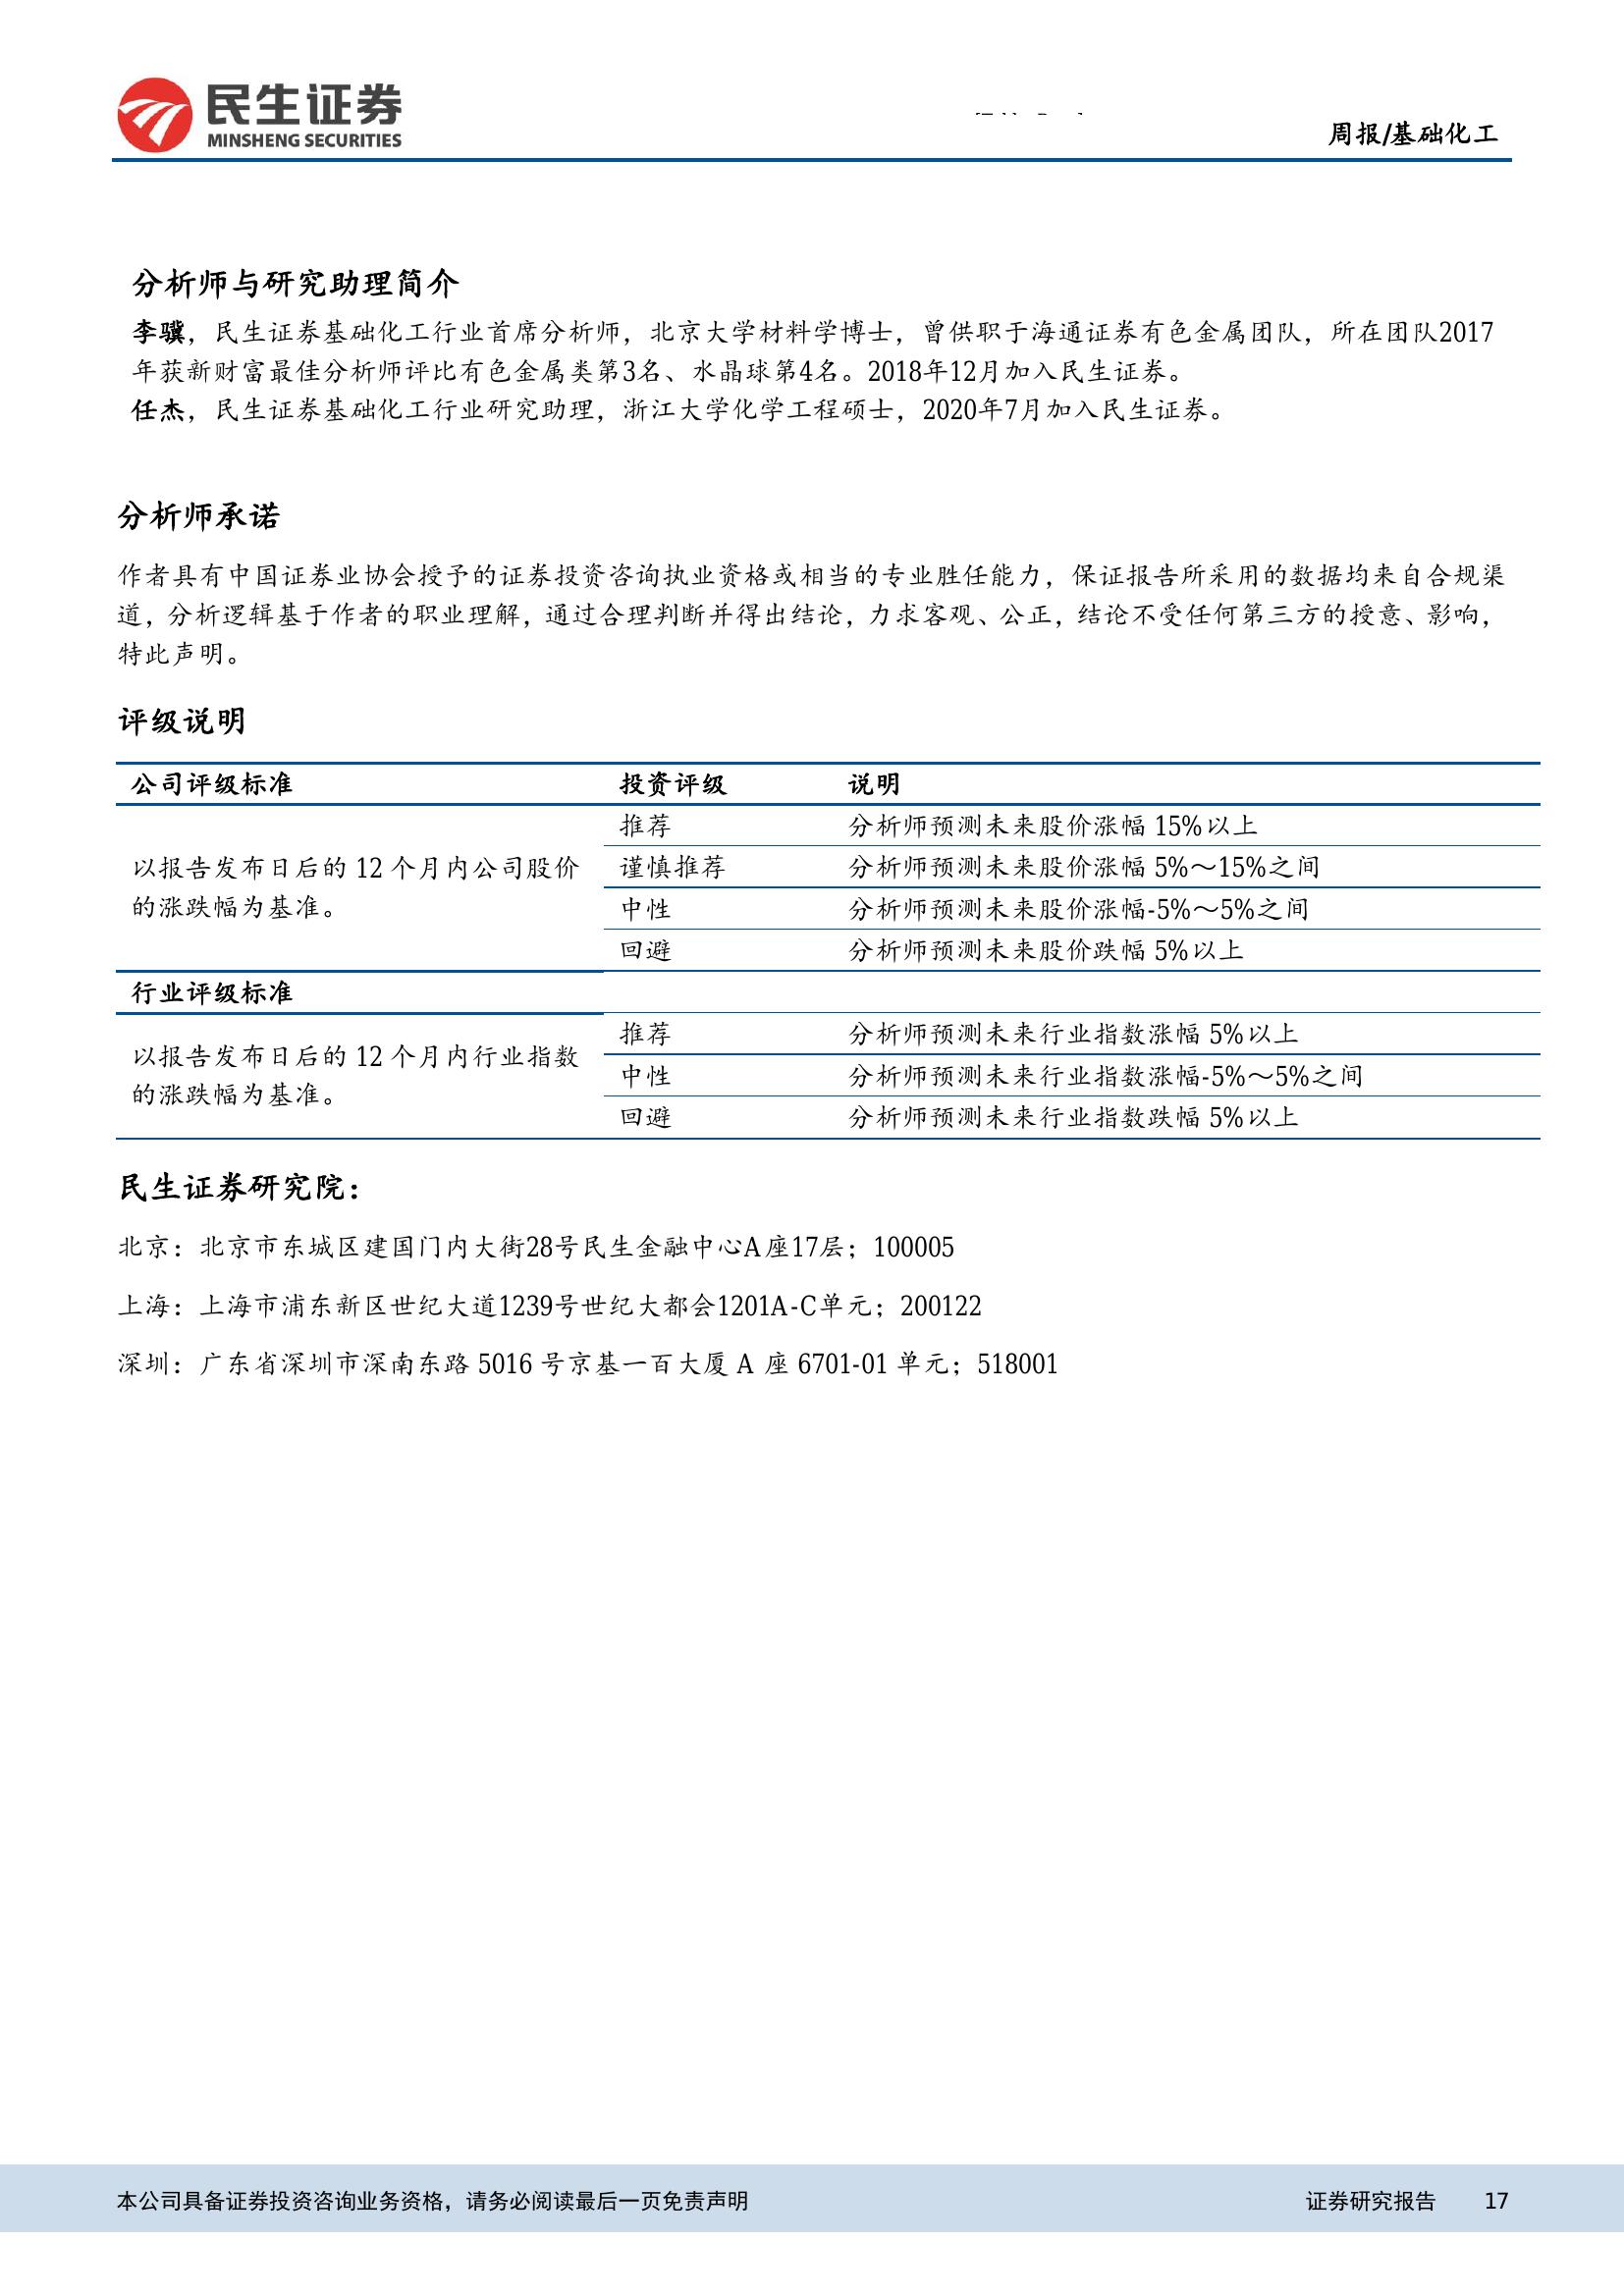 民生证券
MINSHENG SECURITIES
周报/基础化工
分析师与研究助理简介
李骥，民生证券基础化工行业首席分析师，北京大学材料学博士，曾供职于海通证券有色金属团队，所在团队2017
年获新财富最佳分析师评比有色金属类第3名、水晶球第4名。2018年12月加入民生证券。
任杰，民生证券基础化工行业研究助理，浙江大学化学工程硕士，2020年7月加入民生证券。
分析师承诺
作者具有中国证券业协会授予的证券投资咨询执业资格或相当的专业胜任能力，保证报告所采用的数据均来自合规渠
道，分析逻辑基于作者的职业理解，通过合理判断并得出结论，力求客观、公正，结论不受任何第三方的授意、影响，
特此声明。
评级说明
公司评级标准 投资评级 说明
以报告发布日后的 12 个月内公司股价
的涨跌幅为基准。
推荐 分析师预测未来股价涨幅 15%以上
谨慎推荐 分析师预测未来股价涨幅 5%～15%之间
中性 分析师预测未来股价涨幅-5%～5%之间
回避 分析师预测未来股价跌幅 5%以上
行业评级标准
以报告发布日后的 12 个月内行业指数
的涨跌幅为基准。
推荐 分析师预测未来行业指数涨幅 5%以上
中性 分析师预测未来行业指数涨幅-5%～5%之间
回避 分析师预测未来行业指数跌幅 5%以上
民生证券研究院：
北京：北京市东城区建国门内大街28号民生金融中心A座17层；100005
上海：上海市浦东新区世纪大道1239号世纪大都会1201A-C单元；200122
深圳：广东省深圳市深南东路 5016 号京基一百大厦 A 座 6701-01 单元；518001
本公司具备证券投资咨询业务资格，请务必阅读最后一页免责声明 证券研究报告 17